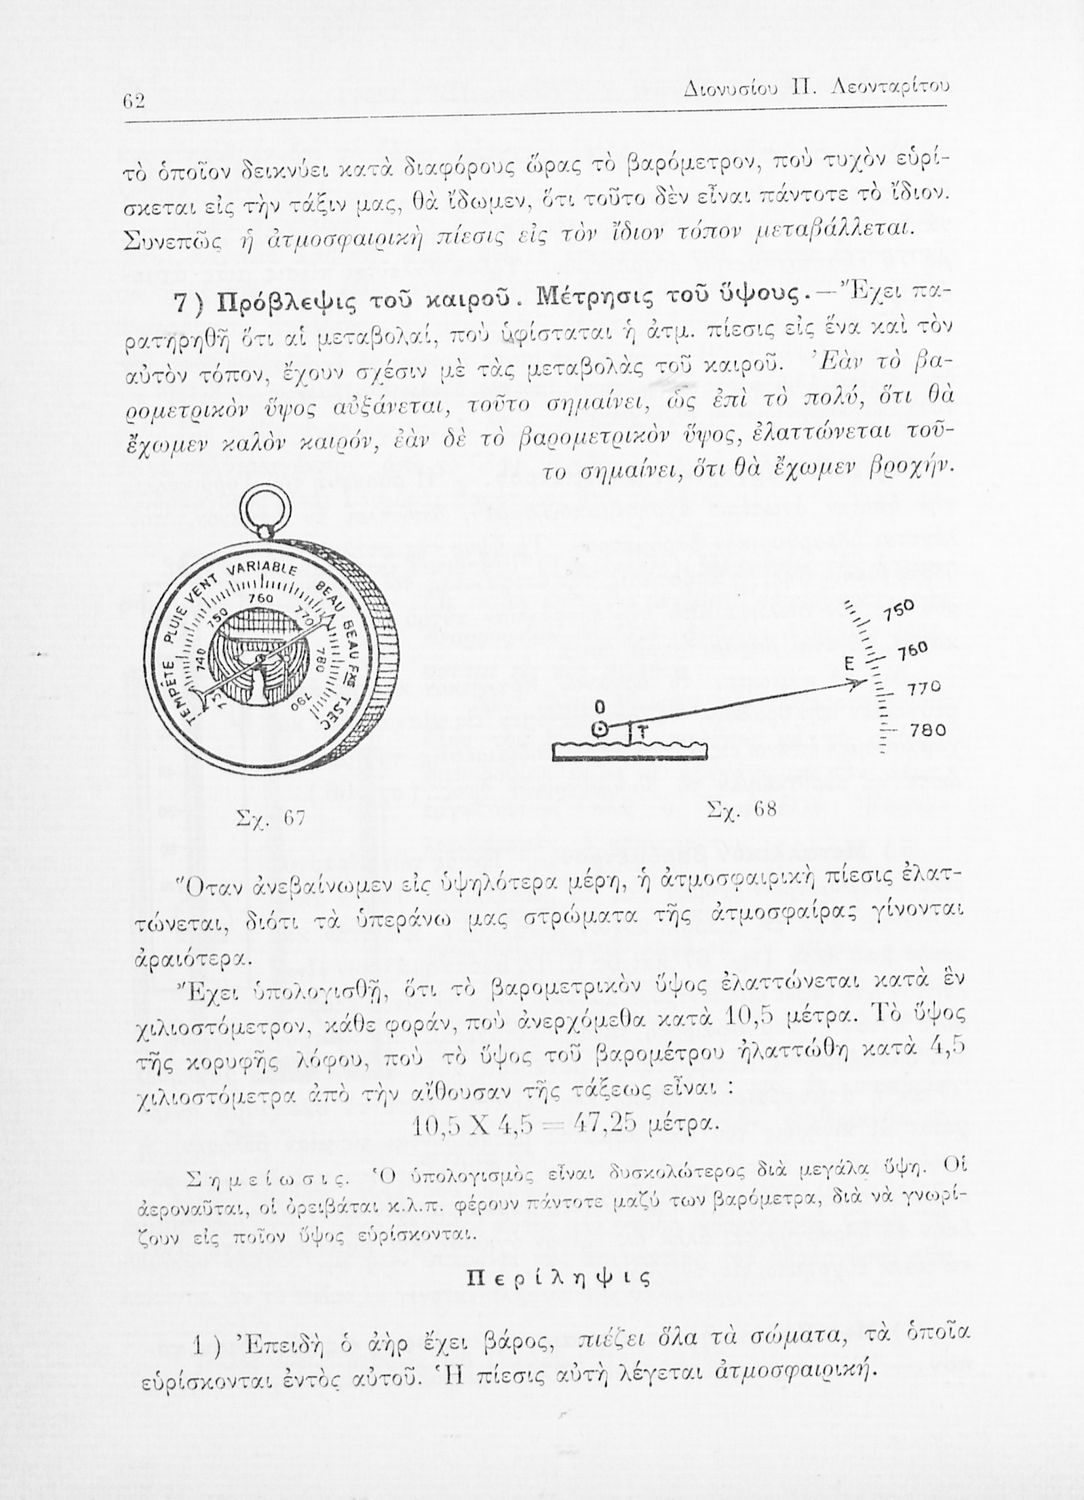 62
Διονυσίου Π. Λεονταρίτου
τὸ ὁποῖον δεικνύει κατὰ διαφόρους ὥρας τὸ βαρόμετρον, ποὺ τυχὸν εὑρί-
σκεται εἰς τὴν τάξιν μας, θὰ ἴδωμεν, ὅτι τοῦτο δὲν εἶναι πάντοτε τὸ ἴδιον.
Συνεπῶς ἡ ἀτμοσφαιρικὴ πίεσις εἰς τὸν ἴδιον τόπον μεταβάλλεται.
7) Πρόβλεψις τοῦ καιροῦ. Μέτρησις τοῦ ὕψους.—Ἔχει πα-
ρατηρηθῆ ὅτι αἱ μεταβολαί, ποὺ ὑφίσταται ἡ ἀτμ. πίεσις εἰς ἕνα καὶ τὸν
αὐτὸν τόπον, ἔχουν σχέσιν μὲ τὰς μεταβολὰς τοῦ καιροῦ. Ἐὰν τὸ βα-
ρομετρικὸν ὕψος αὐξάνεται, τοῦτο σημαίνει, ὡς ἐπὶ τὸ πολύ, ὅτι θὰ
ἔχωμεν καλὸν καιρόν, ἐὰν δὲ τὸ βαρομετρικὸν ὕψος, ἐλαττώνεται τοῦ-
το σημαίνει, ὅτι θὰ ἔχωμεν βροχήν.
TEMPÊTE PLUIE VENT VARIABLE BEAU BEAU FXE T.SEC
740 750 760 770 780 790
750
760
E
770
O
T
780
Σχ. 67
Σχ. 68
Ὅταν ἀνεβαίνωμεν εἰς ὑψηλότερα μέρη, ἡ ἀτμοσφαιρικὴ πίεσις ἐλατ-
τώνεται, διότι τὰ ὑπεράνω μας στρώματα τῆς ἀτμοσφαίρας γίνονται
ἀραιότερα.
Ἔχει ὑπολογισθῆ, ὅτι τὸ βαρομετρικὸν ὕψος ἐλαττώνεται κατὰ ἓν
χιλιοστόμετρον, κάθε φοράν, ποὺ ἀνερχόμεθα κατὰ 10,5 μέτρα. Τὸ ὕψος
τῆς κορυφῆς λόφου, ποὺ τὸ ὕψος τοῦ βαρομέτρου ἠλαττώθη κατὰ 4,5
χιλιοστόμετρα ἀπὸ τὴν αἴθουσαν τῆς τάξεως εἶναι :
10,5 Χ 4,5 = 47,25 μέτρα.
Σημείωσις. Ὁ ὑπολογισμὸς εἶναι δυσκολώτερος διὰ μεγάλα ὕψη. Οἱ
ἀεροναῦται, οἱ ὀρειβάται κ.λ.π. φέρουν πάντοτε μαζύ των βαρόμετρα, διὰ νὰ γνωρί-
ζουν εἰς ποῖον ὕψος εὑρίσκονται.
Περίληψις
1 ) Ἐπειδὴ ὁ ἀὴρ ἔχει βάρος, πιέζει ὅλα τὰ σώματα, τὰ ὁποῖα
εὑρίσκονται ἐντὸς αὐτοῦ. Ἡ πίεσις αὐτὴ λέγεται ἀτμοσφαιρική.